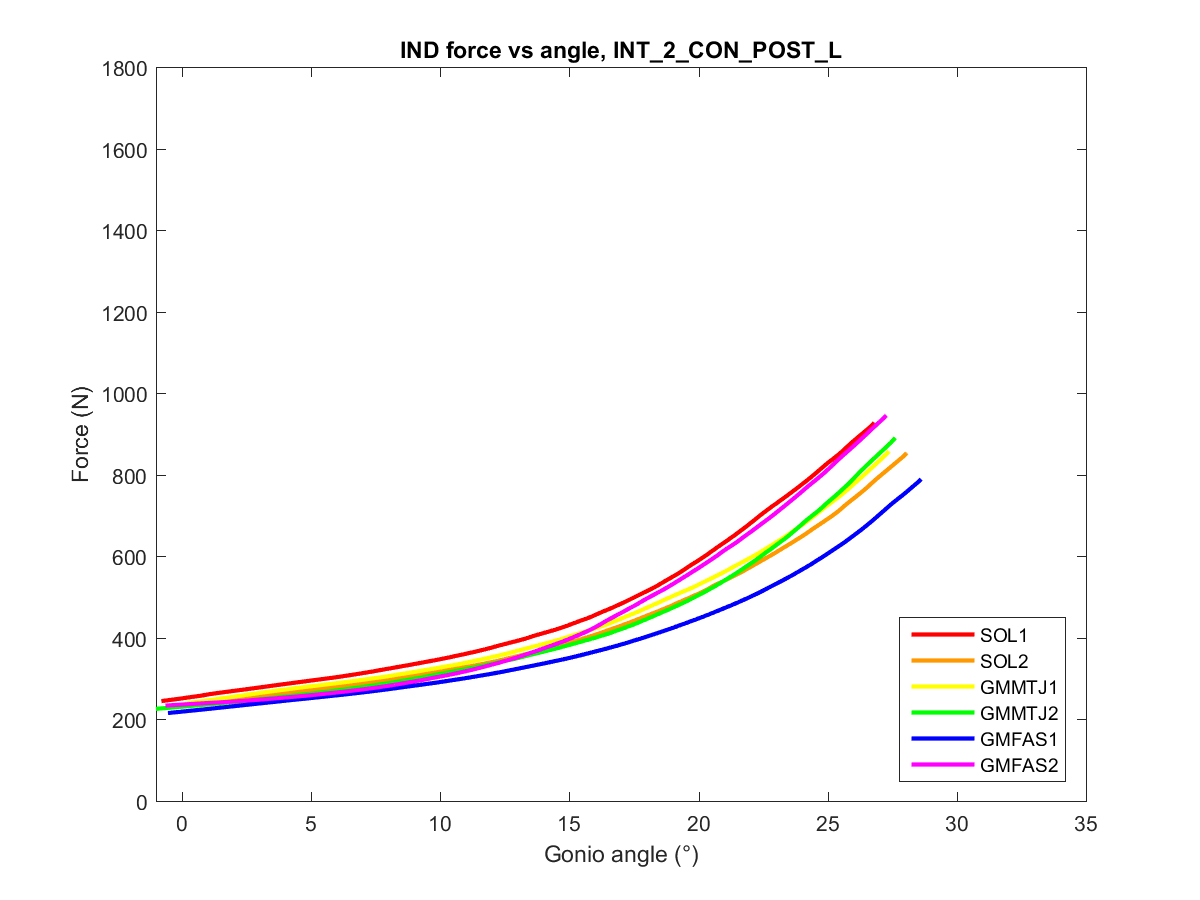 IND force vs angle, INT_2_CON_POST_L
1800
1600
1400
1200
1000
800
600
400
200
0
Force (N)
0 5 10 15 20 25 30 35
Gonio angle (°)
SOL1
SOL2
GMMTJ1
GMMTJ2
GMFAS1
GMFAS2